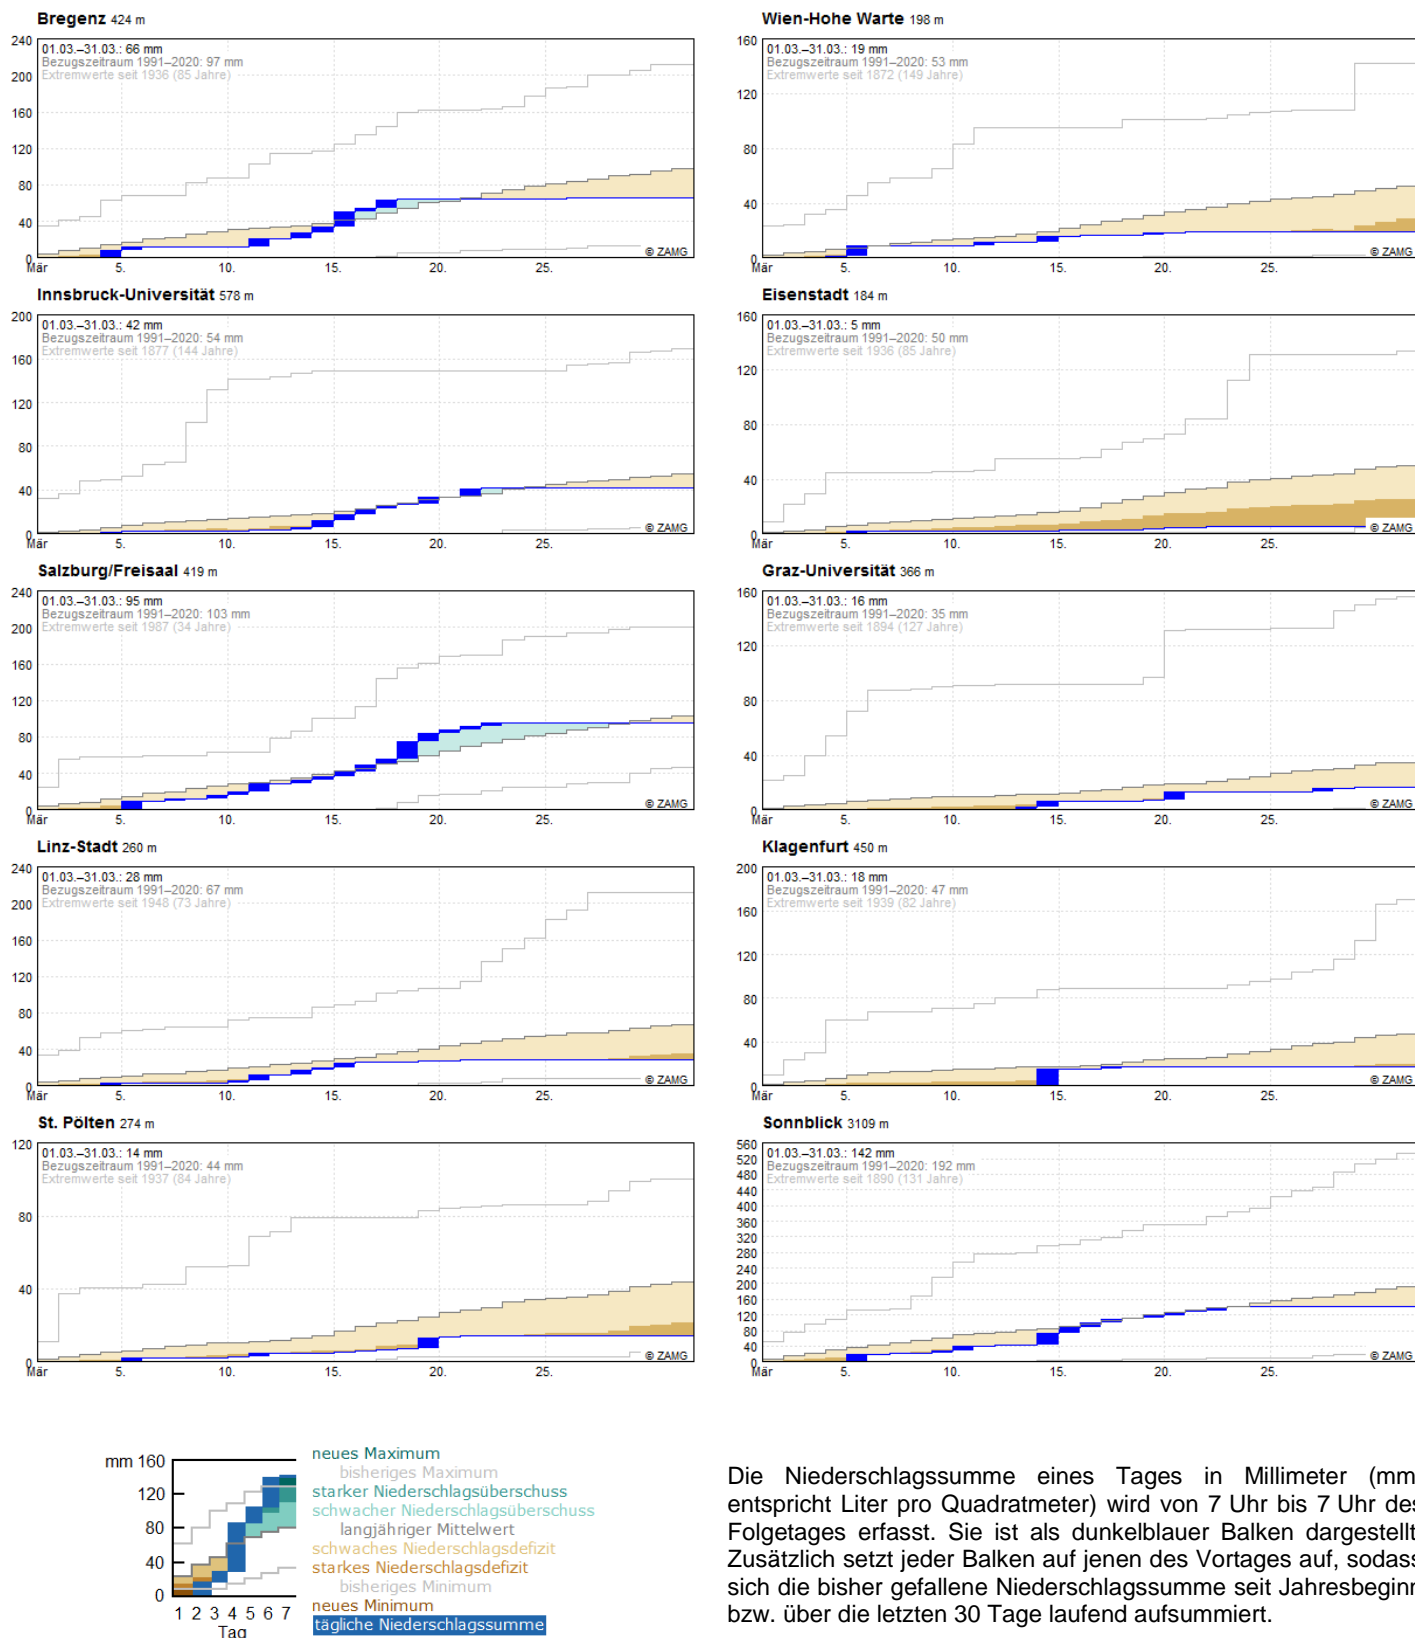 Bregenz 424 m
240
200
160
120
80
40
0
01.03.–31.03.: 66 mm
Bezugszeitraum 1991–2020: 97 mm
Extremwerte seit 1936 (85 Jahre)
© ZAMG
Mär 5. 10. 15. 20. 25.
Wien-Hohe Warte 198 m
160
120
80
40
0
01.03.–31.03.: 19 mm
Bezugszeitraum 1991–2020: 53 mm
Extremwerte seit 1872 (149 Jahre)
© ZAMG
Mär 5. 10. 15. 20. 25.
Innsbruck-Universität 578 m
200
160
120
80
40
0
01.03.–31.03.: 42 mm
Bezugszeitraum 1991–2020: 54 mm
Extremwerte seit 1877 (144 Jahre)
© ZAMG
Mär 5. 10. 15. 20. 25.
Eisenstadt 184 m
160
120
80
40
0
01.03.–31.03.: 5 mm
Bezugszeitraum 1991–2020: 50 mm
Extremwerte seit 1936 (85 Jahre)
© ZAMG
Mär 5. 10. 15. 20. 25.
Salzburg/Freisaal 419 m
240
200
160
120
80
40
0
01.03.–31.03.: 95 mm
Bezugszeitraum 1991–2020: 103 mm
Extremwerte seit 1987 (34 Jahre)
© ZAMG
Mär 5. 10. 15. 20. 25.
Graz-Universität 366 m
160
120
80
40
0
01.03.–31.03.: 16 mm
Bezugszeitraum 1991–2020: 35 mm
Extremwerte seit 1894 (127 Jahre)
© ZAMG
Mär 5. 10. 15. 20. 25.
Linz-Stadt 260 m
240
200
160
120
80
40
0
01.03.–31.03.: 28 mm
Bezugszeitraum 1991–2020: 67 mm
Extremwerte seit 1948 (73 Jahre)
© ZAMG
Mär 5. 10. 15. 20. 25.
Klagenfurt 450 m
200
160
120
80
40
0
01.03.–31.03.: 18 mm
Bezugszeitraum 1991–2020: 47 mm
Extremwerte seit 1939 (82 Jahre)
© ZAMG
Mär 5. 10. 15. 20. 25.
St. Pölten 274 m
120
80
40
0
01.03.–31.03.: 14 mm
Bezugszeitraum 1991–2020: 44 mm
Extremwerte seit 1937 (84 Jahre)
© ZAMG
Mär 5. 10. 15. 20. 25.
Sonnblick 3109 m
560
520
480
440
400
360
320
280
240
200
160
120
80
40
0
01.03.–31.03.: 142 mm
Bezugszeitraum 1991–2020: 192 mm
Extremwerte seit 1890 (131 Jahre)
© ZAMG
Mär 5. 10. 15. 20. 25.
mm 160
120
80
40
0
1 2 3 4 5 6 7
Tag
neues Maximum
bisheriges Maximum
starker Niederschlagsüberschuss
schwacher Niederschlagsüberschuss
langjähriger Mittelwert
schwaches Niederschlagsdefizit
starkes Niederschlagsdefizit
bisheriges Minimum
neues Minimum
tägliche Niederschlagssumme
Die Niederschlagssumme eines Tages in Millimeter (mm,
entspricht Liter pro Quadratmeter) wird von 7 Uhr bis 7 Uhr des
Folgetages erfasst. Sie ist als dunkelblauer Balken dargestellt.
Zusätzlich setzt jeder Balken auf jenen des Vortages auf, sodass
sich die bisher gefallene Niederschlagssumme seit Jahresbeginn
bzw. über die letzten 30 Tage laufend aufsummiert.